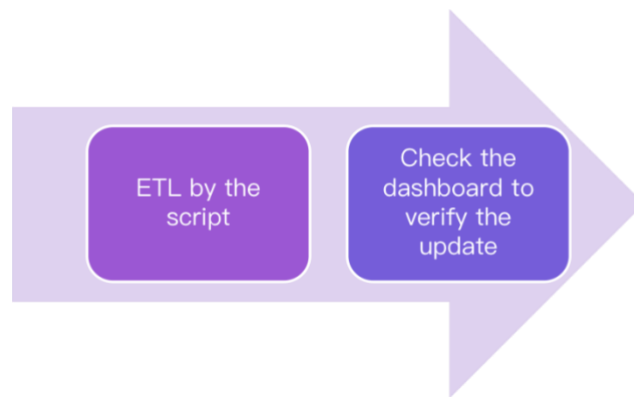 ETL by the
script
Check the
dashboard to
verify the
update